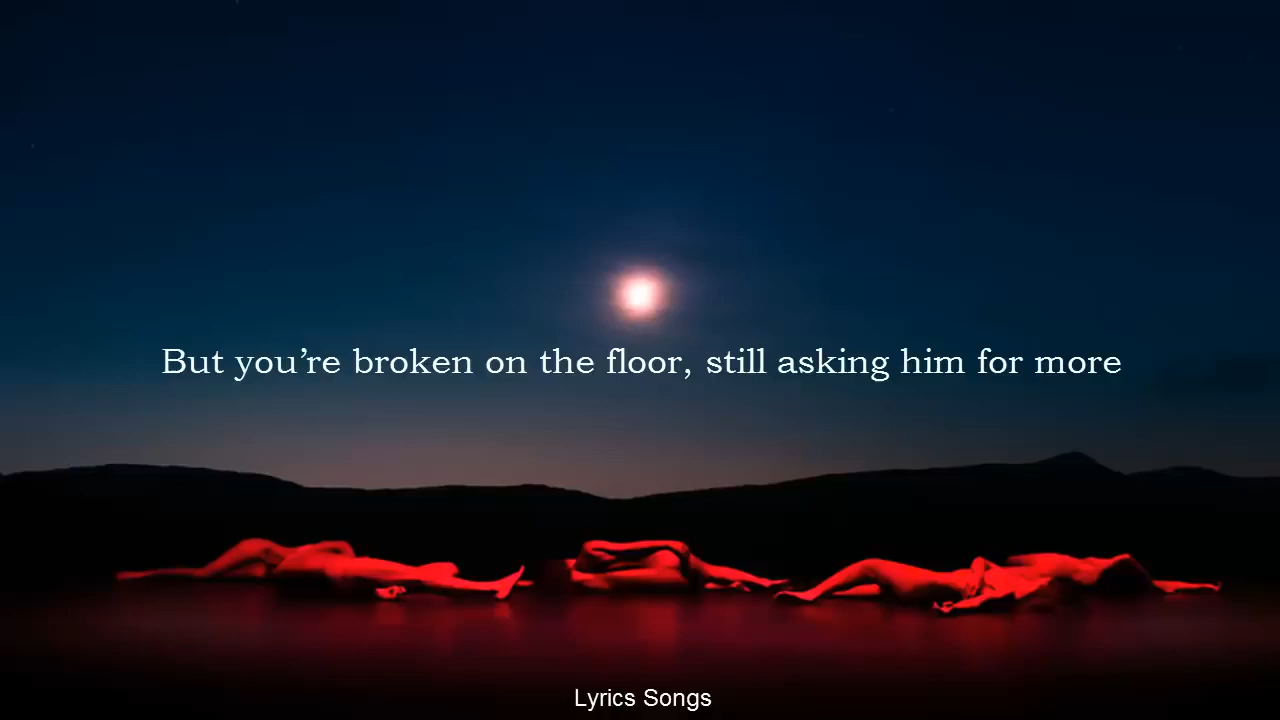 But you’re broken on the floor, still asking him for more
Lyrics Songs